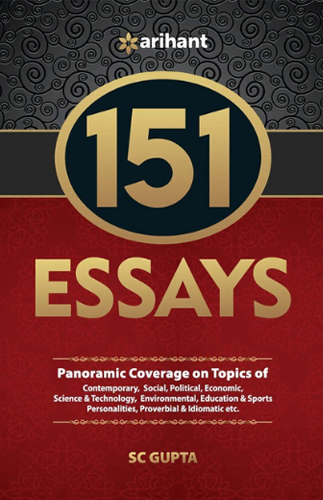 arihant
151
ESSAYS
Panoramic Coverage on Topics of
Contemporary, Social, Political, Economic,
Science & Technology, Environmental, Education & Sports
Personalities, Proverbial & Idiomatic etc.
SC GUPTA